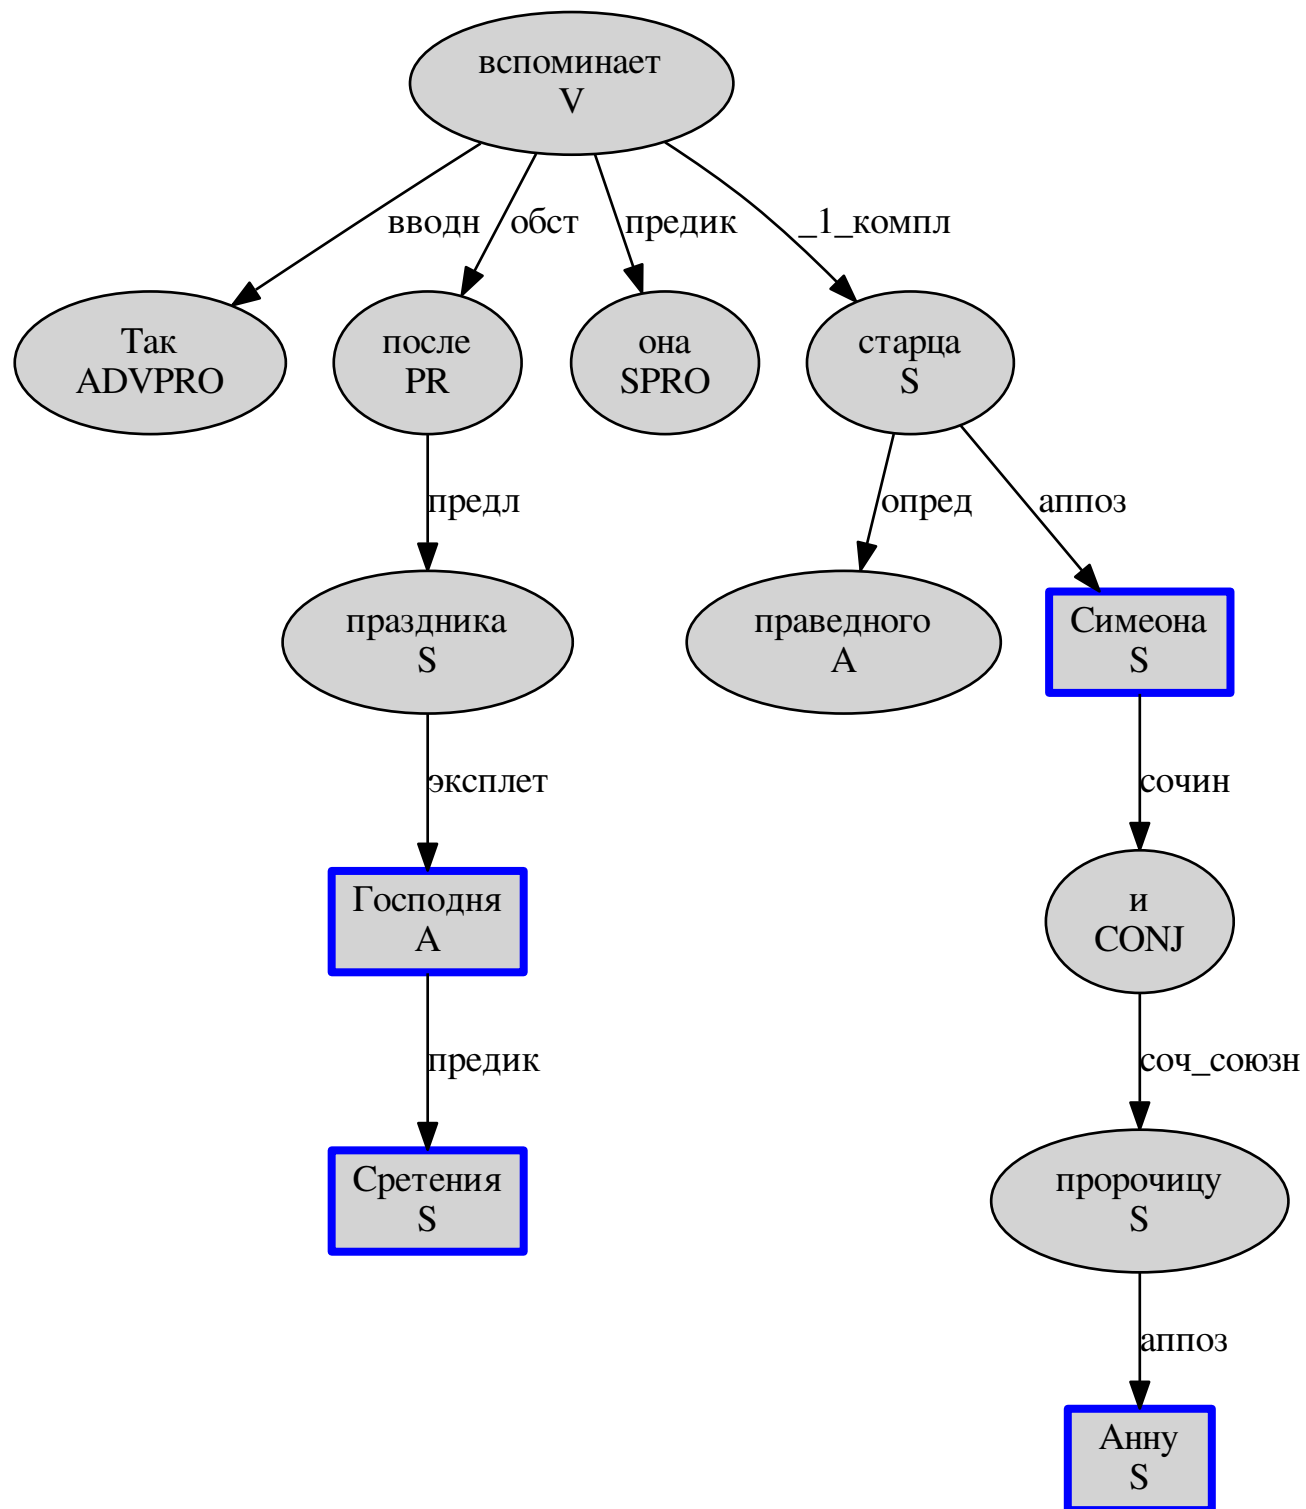 вспоминает
V
вводн
обст
предик
_1_компл
Так
ADVPRO
после
PR
она
SPRO
старца
S
предл
опред
аппоз
праздника
S
праведного
A
Симеона
S
эксплет
сочин
Господня
A
и
CONJ
предик
соч_союзн
Сретения
S
пророчицу
S
аппоз
Анну
S